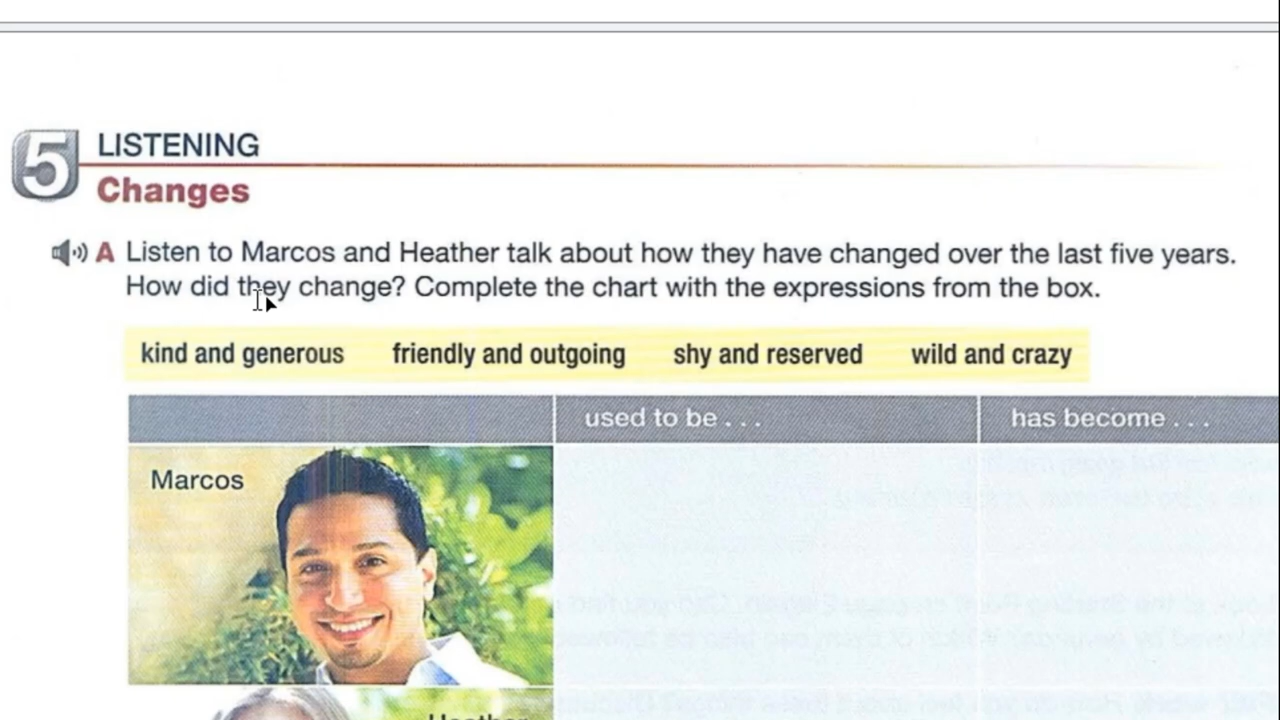 5 LISTENING
Changes
A Listen to Marcos and Heather talk about how they have changed over the last five years.
How did they change? Complete the chart with the expressions from the box.
kind and generous friendly and outgoing shy and reserved wild and crazy
used to be . . . has become . . .
Marcos
Heather